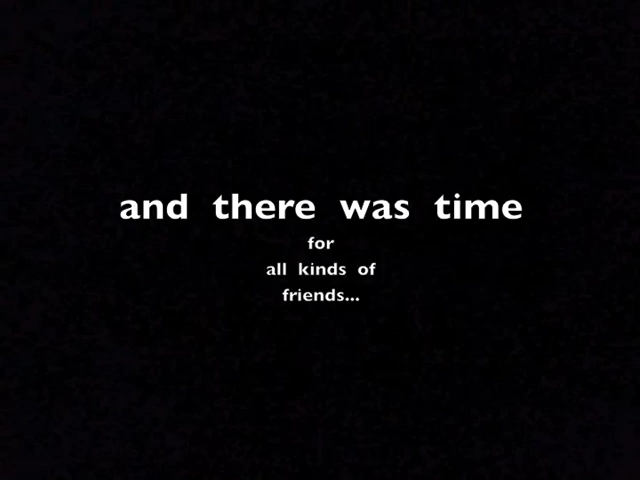 and there was time
for
all kinds of
friends...